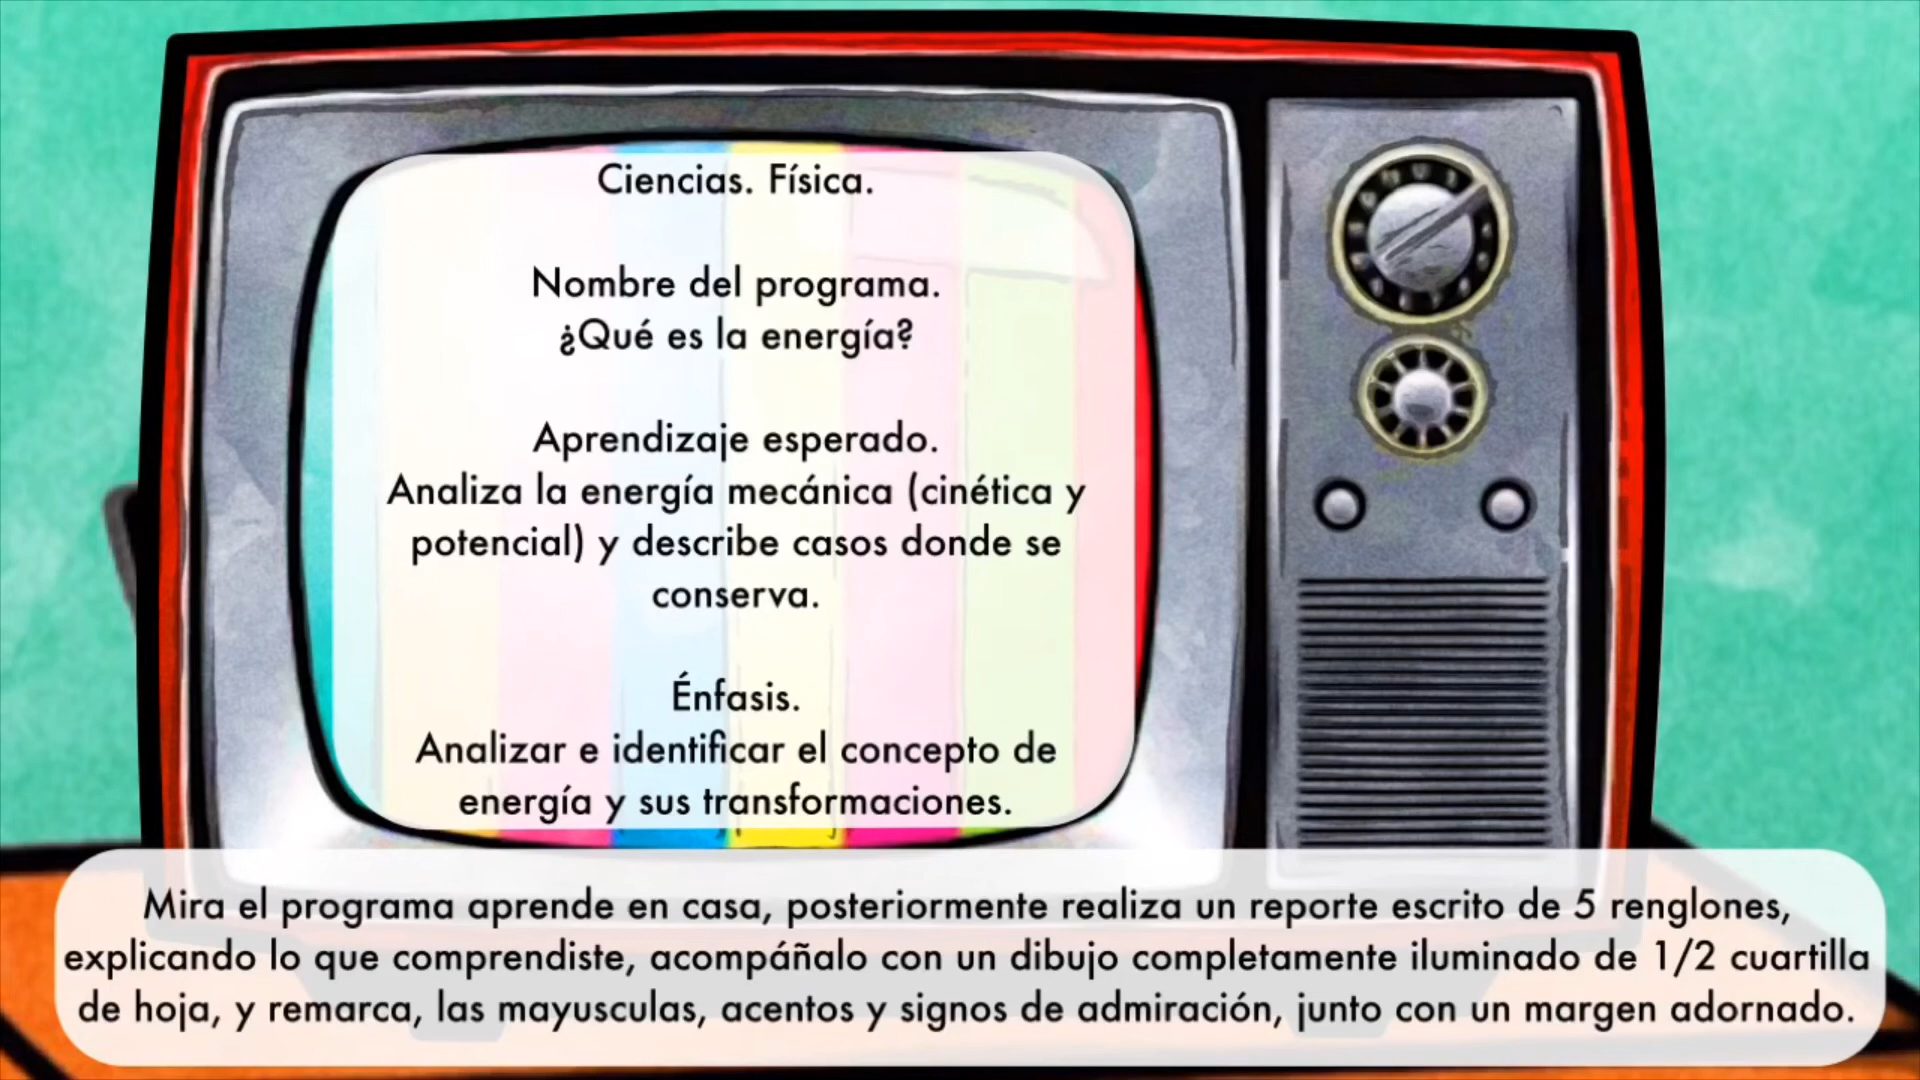 Ciencias. Física.
Nombre del programa.
¿Qué es la energía?
Aprendizaje esperado.
Analiza la energía mecánica (cinética y
potencial) y describe casos donde se
conserva.
Énfasis.
Analizar e identificar el concepto de
energía y sus transformaciones.
Mira el programa aprende en casa, posteriormente realiza un reporte escrito de 5 renglones,
explicando lo que comprendiste, acompáñalo con un dibujo completamente iluminado de 1/2 cuartilla
de hoja, y remarca, las mayusculas, acentos y signos de admiración, junto con un margen adornado.